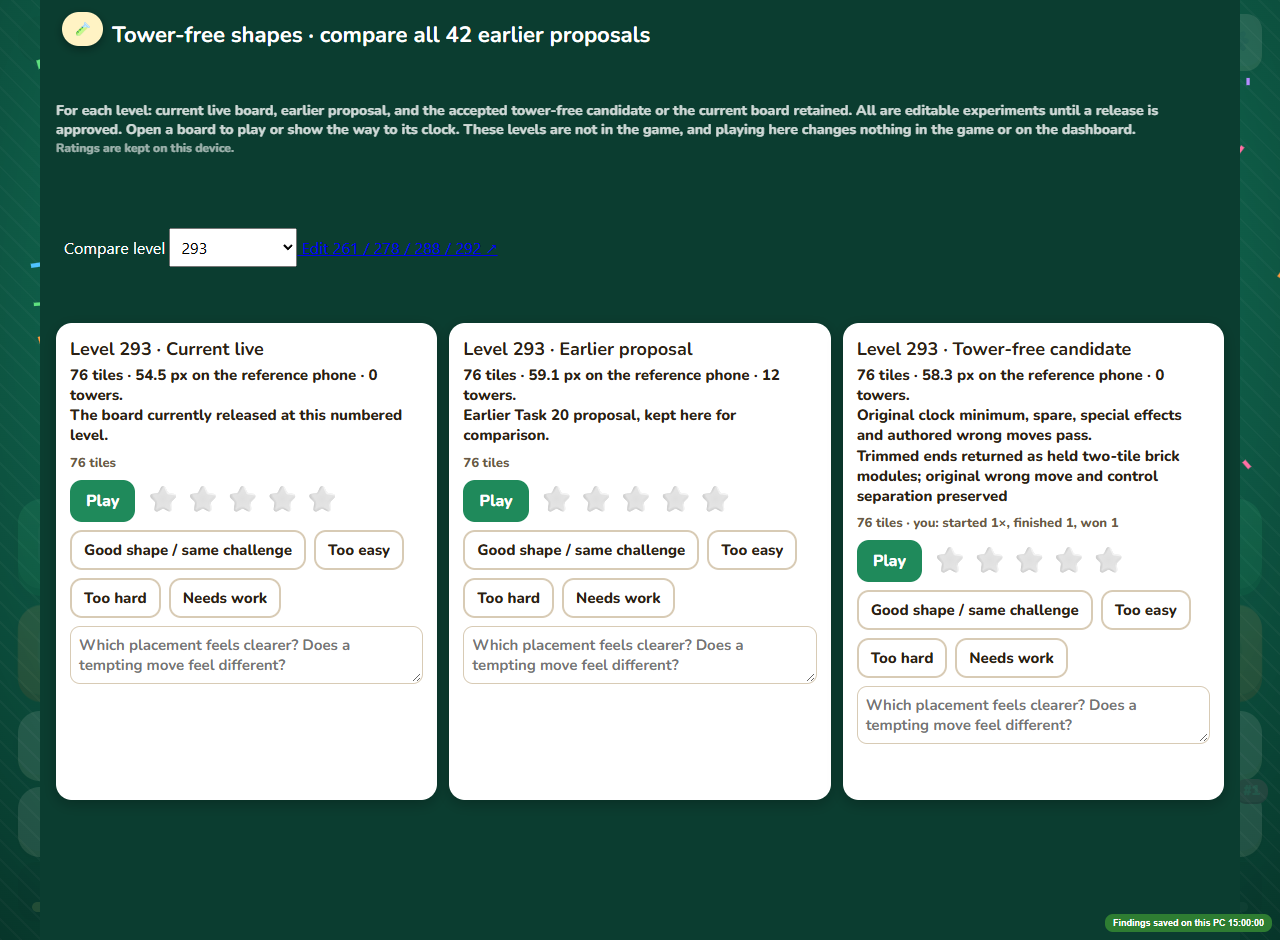 Tower-free shapes · compare all 42 earlier proposals
For each level: current live board, earlier proposal, and the accepted tower-free candidate or the current board retained. All are editable experiments until a release is
approved. Open a board to play or show the way to its clock. These levels are not in the game, and playing here changes nothing in the game or on the dashboard.
Ratings are kept on this device.
Compare level 293 Edit 261 / 278 / 288 / 292 ↗
Level 293 · Current live
76 tiles · 54.5 px on the reference phone · 0
towers.
The board currently released at this numbered
level.
76 tiles
Play
Good shape / same challenge
Too easy
Too hard
Needs work
Which placement feels clearer? Does a
tempting move feel different?
Level 293 · Earlier proposal
76 tiles · 59.1 px on the reference phone · 12
towers.
Earlier Task 20 proposal, kept here for
comparison.
76 tiles
Play
Good shape / same challenge
Too easy
Too hard
Needs work
Which placement feels clearer? Does a
tempting move feel different?
Level 293 · Tower-free candidate
76 tiles · 58.3 px on the reference phone · 0
towers.
Original clock minimum, spare, special effects
and authored wrong moves pass.
Trimmed ends returned as held two-tile brick
modules; original wrong move and control
separation preserved
76 tiles · you: started 1×, finished 1, won 1
Play
Good shape / same challenge
Too easy
Too hard
Needs work
Which placement feels clearer? Does a
tempting move feel different?
Findings saved on this PC 15:00:00